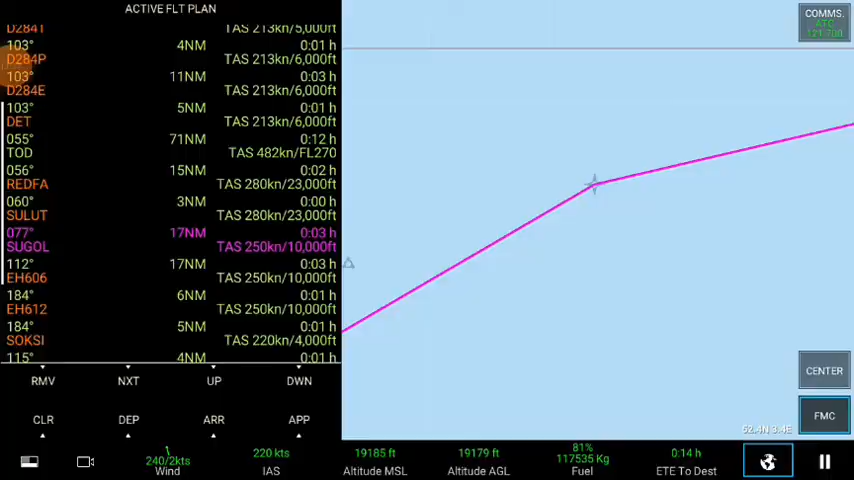 ACTIVE FLT PLAN
D284T TAS 213kn/5,000ft
103° 4NM 0:01 h
D284P TAS 213kn/6,000ft
103° 11NM 0:03 h
D284E TAS 213kn/6,000ft
103° 5NM 0:01 h
DET TAS 213kn/6,000ft
055° 71NM 0:12 h
TOD TAS 482kn/FL270
056° 15NM 0:02 h
REDFA TAS 280kn/23,000ft
060° 3NM 0:00 h
SULUT TAS 280kn/23,000ft
077° 17NM 0:03 h
SUGOL TAS 250kn/10,000ft
112° 17NM 0:03 h
EH606 TAS 250kn/10,000ft
184° 6NM 0:01 h
EH612 TAS 250kn/10,000ft
184° 5NM 0:01 h
SOKSI TAS 220kn/4,000ft
115° 4NM 0:01 h
RMV NXT UP DWN
CLR DEP ARR APP
COMMS.
ATC
121.700
CENTER
FMC
52.4N 3.4E
240/2kts
Wind
220 kts
IAS
19185 ft
Altitude MSL
19179 ft
Altitude AGL
81%
117535 Kg
Fuel
0:14 h
ETE To Dest